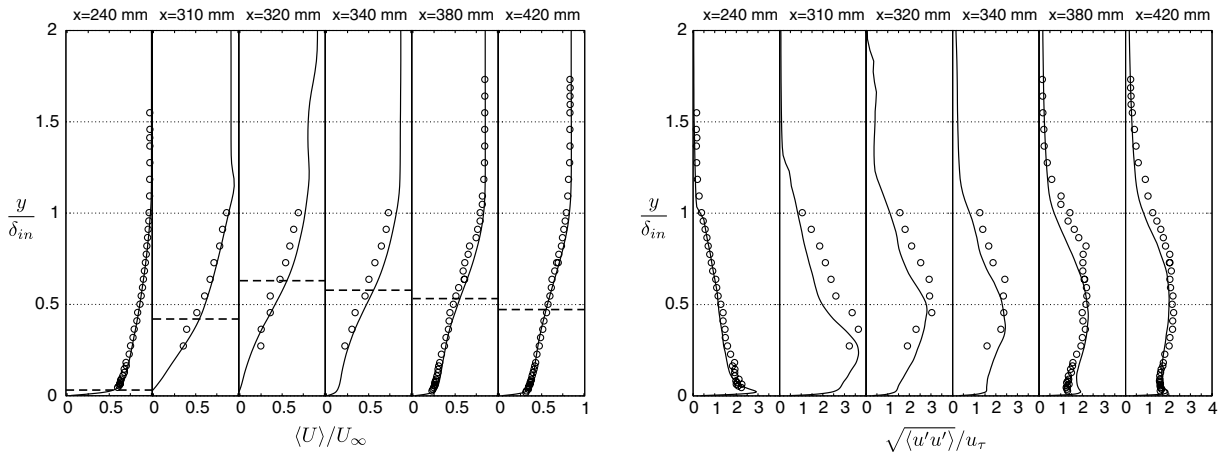 x=240 mm x=310 mm x=320 mm x=340 mm x=380 mm x=420 mm
2
1.5
1
0.5
0
y/δ_in
0 0.5 0 0.5 0 0.5 0 0.5 0 0.5 0 0.5 1
⟨U⟩/U∞
x=240 mm x=310 mm x=320 mm x=340 mm x=380 mm x=420 mm
2
1.5
1
0.5
0
y/δ_in
0 1 2 3 0 1 2 3 0 1 2 3 0 1 2 3 0 1 2 3 0 1 2 3 4
√⟨u′u′⟩/u_τ